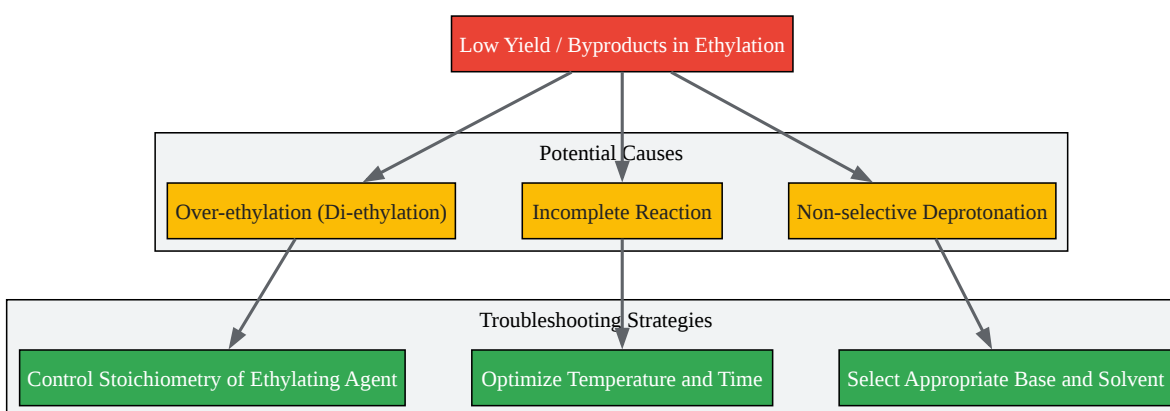 Low Yield / Byproducts in Ethylation
Potential Causes
Over-ethylation (Di-ethylation)
Incomplete Reaction
Non-selective Deprotonation
Troubleshooting Strategies
Control Stoichiometry of Ethylating Agent
Optimize Temperature and Time
Select Appropriate Base and Solvent